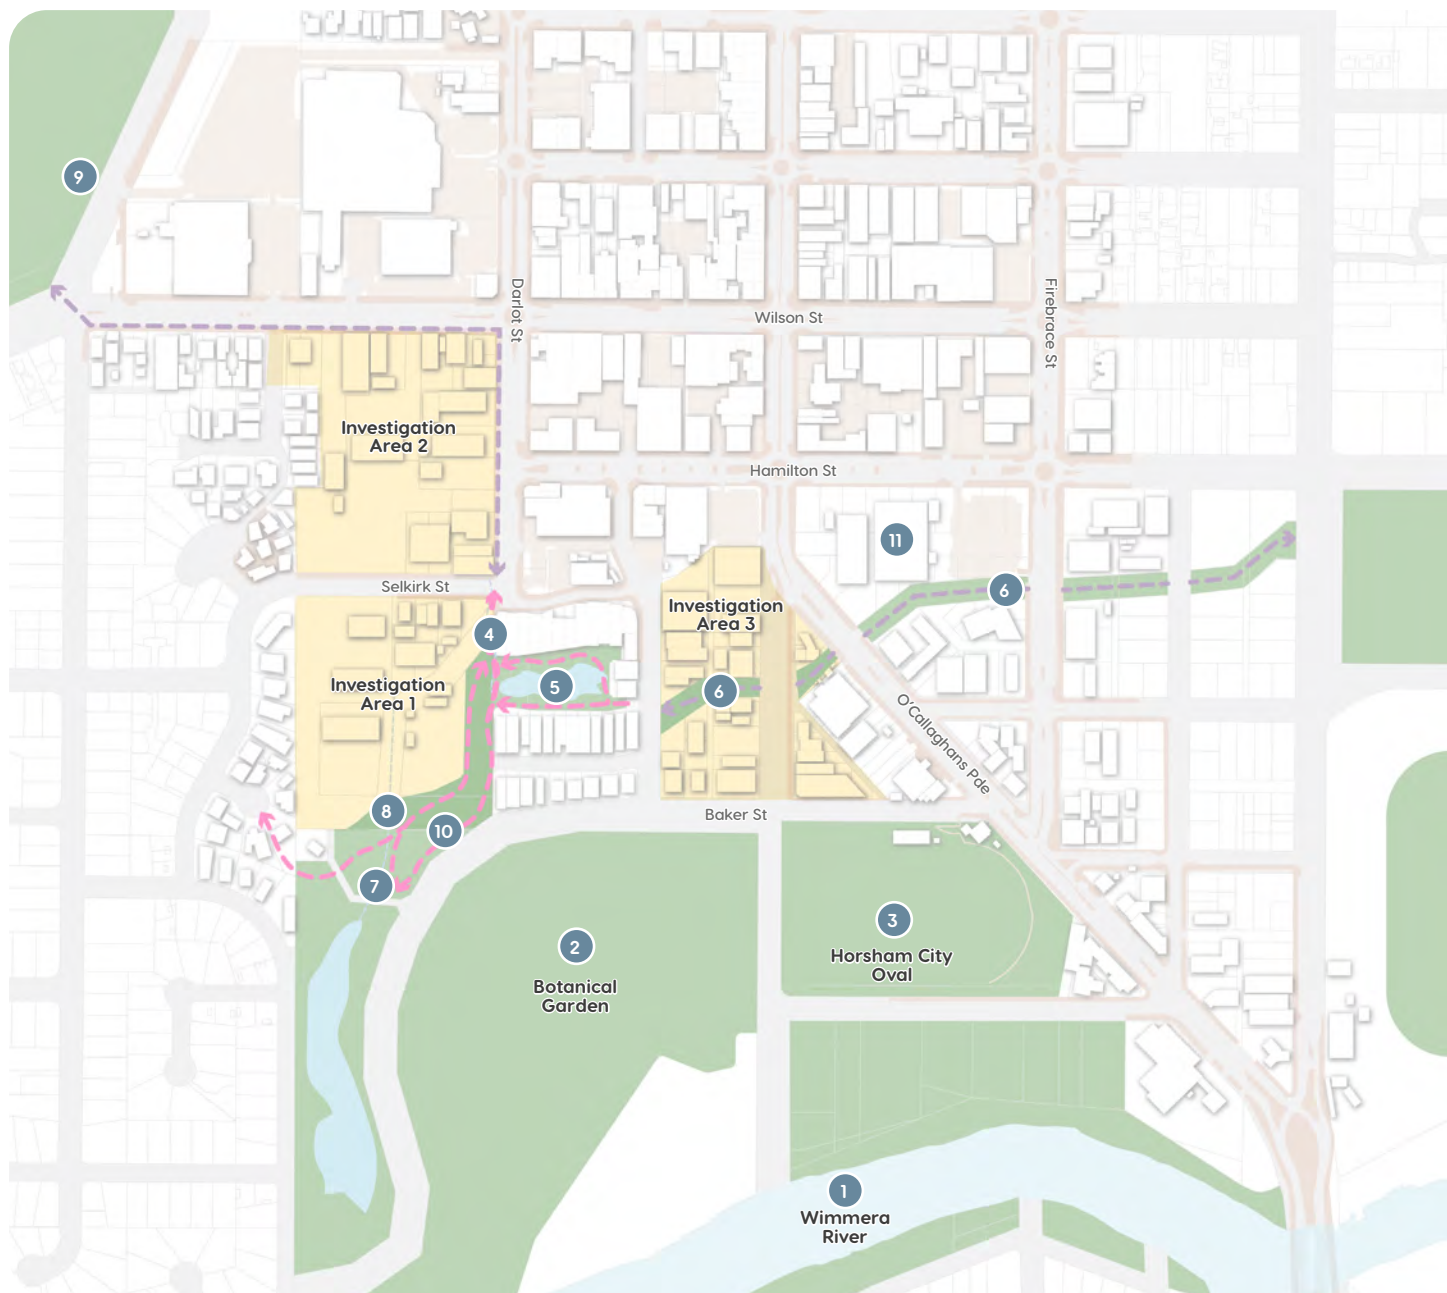 9
Darlot St
Wilson St
Firebrace St
Investigation
Area 2
Hamilton St
11
Selkirk St
6
Investigation
Area 3
4
5
6
Investigation
Area 1
O'Callaghans Pde
8
Baker St
10
7
3
Horsham City
Oval
2
Botanical
Garden
1
Wimmera
River